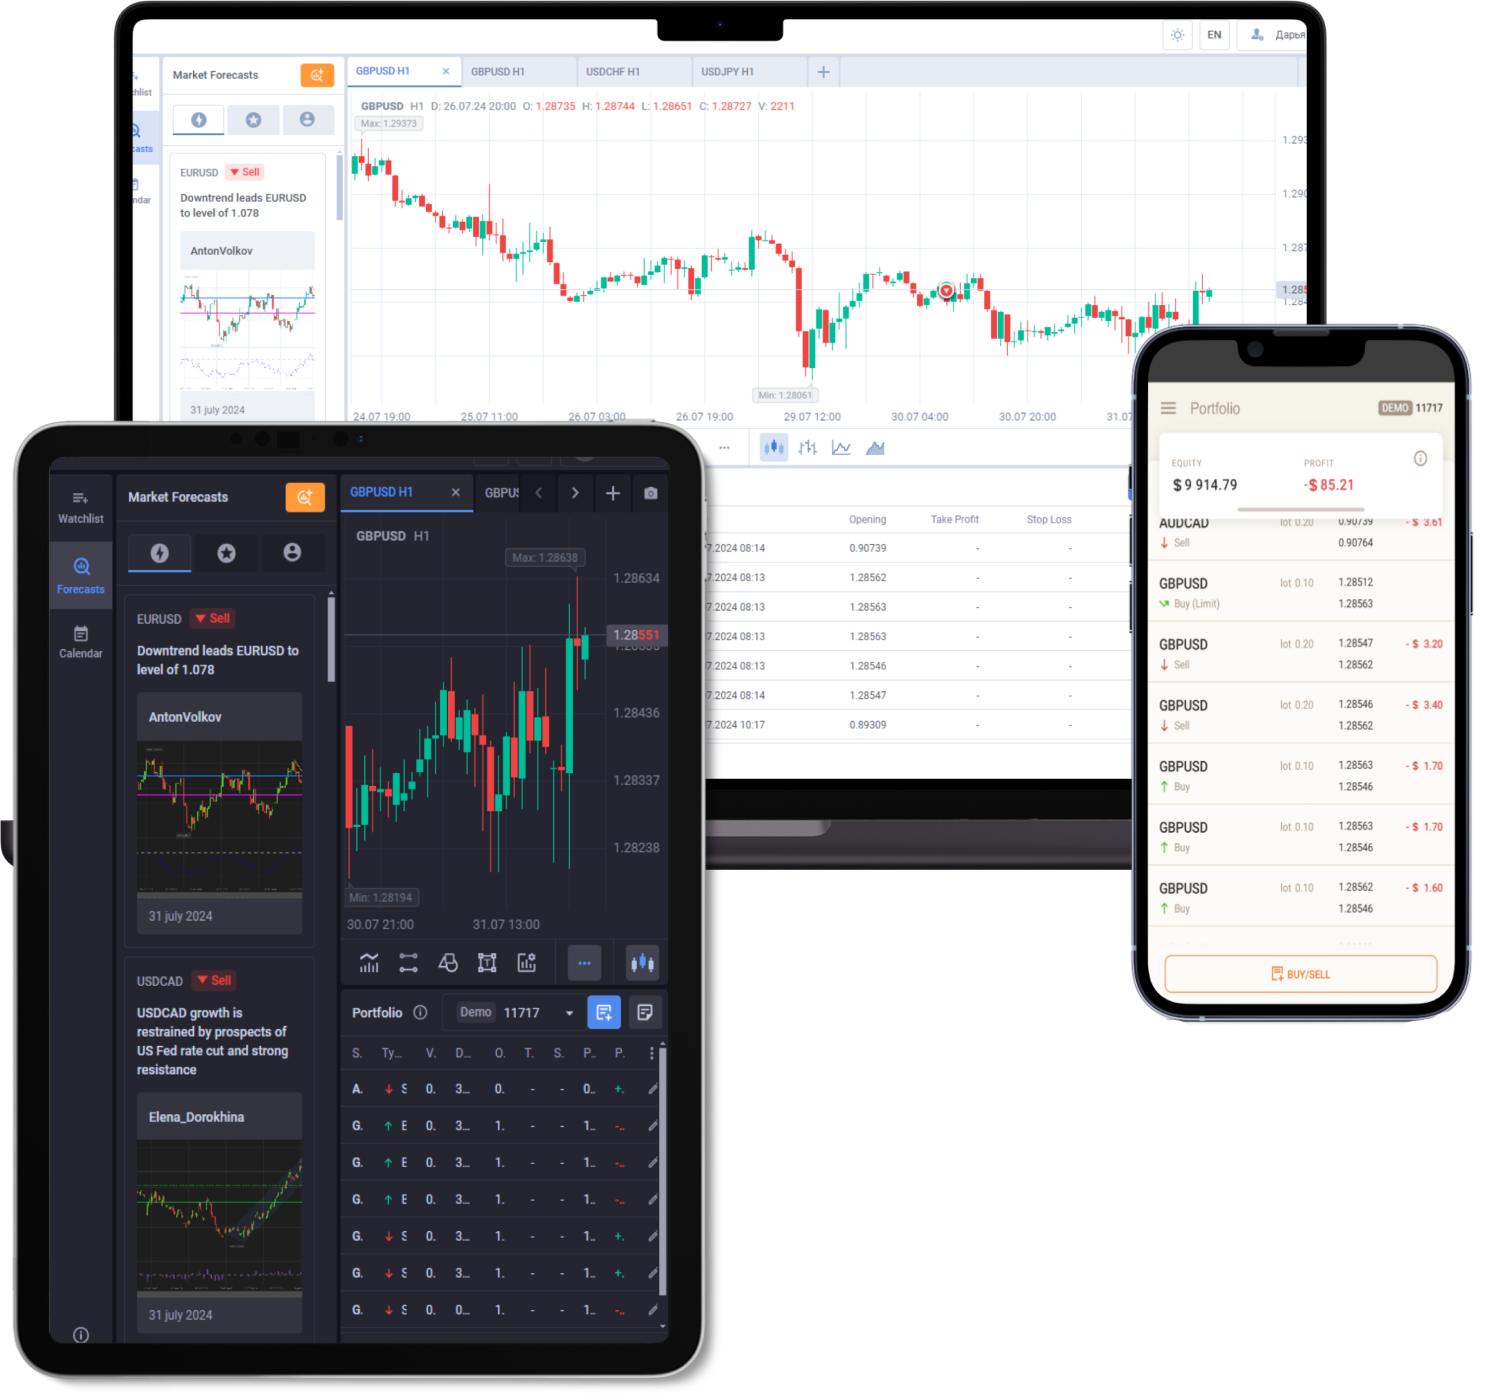 EN
Дарья
Market Forecasts
GBPUSD H1
GBPUSD H1
USDCHF H1
USDJPY H1
chlist
casts
ndar
EURUSD
Sell
Downtrend leads EURUSD
to level of 1.078
AntonVolkov
31 july 2024
GBPUSD H1 D: 26.07.24 20:00 O: 1.28735 H: 1.28744 L: 1.28651 C: 1.28727 V: 2211
Max: 1.29373
Min: 1.28061
1.293
1.290
1.287
1.285
1.284
24.07 19:00
25.07 11:00
26.07 03:00
26.07 19:00
29.07 12:00
30.07 04:00
30.07 20:00
31.07
Opening
Take Profit
Stop Loss
7.2024 08:14 0.90739 - -
7.2024 08:13 1.28562 - -
7.2024 08:13 1.28563 - -
7.2024 08:13 1.28563 - -
7.2024 08:13 1.28546 - -
7.2024 08:14 1.28547 - -
7.2024 10:17 0.89309 - -
Watchlist
Forecasts
Calendar
Market Forecasts
EURUSD
Sell
Downtrend leads EURUSD to
level of 1.078
AntonVolkov
31 july 2024
USDCAD
Sell
USDCAD growth is
restrained by prospects of
US Fed rate cut and strong
resistance
Elena_Dorokhina
31 july 2024
GBPUSD H1
GBPUS
GBPUSD H1
Max: 1.28638
Min: 1.28194
1.28634
1.28551
1.28436
1.28337
1.28238
30.07 21:00
31.07 13:00
Portfolio
Demo 11717
S. Ty... V. D... O. T. S. P.. P.
A. S 0. 3... 0. - - 0.. +.
G. E 0. 3... 1. - - 1.. -..
G. E 0. 3... 1. - - 1.. -..
G. E 0. 3... 1. - - 1.. -..
G. S 0. 3... 1. - - 1.. +.
G. S 0. 3... 1. - - 1.. +.
G. S 0. 0... 1. - - 1.. -..
Portfolio
DEMO 11717
EQUITY
PROFIT
$ 9 914.79
-$ 85.21
AUDCAD lot 0.20 0.90739 - $ 3.61
Sell 0.90764
GBPUSD lot 0.10 1.28512
Buy (Limit) 1.28563
GBPUSD lot 0.20 1.28547 - $ 3.20
Sell 1.28562
GBPUSD lot 0.20 1.28546 - $ 3.40
Sell 1.28562
GBPUSD lot 0.10 1.28563 - $ 1.70
Buy 1.28546
GBPUSD lot 0.10 1.28563 - $ 1.70
Buy 1.28546
GBPUSD lot 0.10 1.28562 - $ 1.60
Buy 1.28546
BUY/SELL